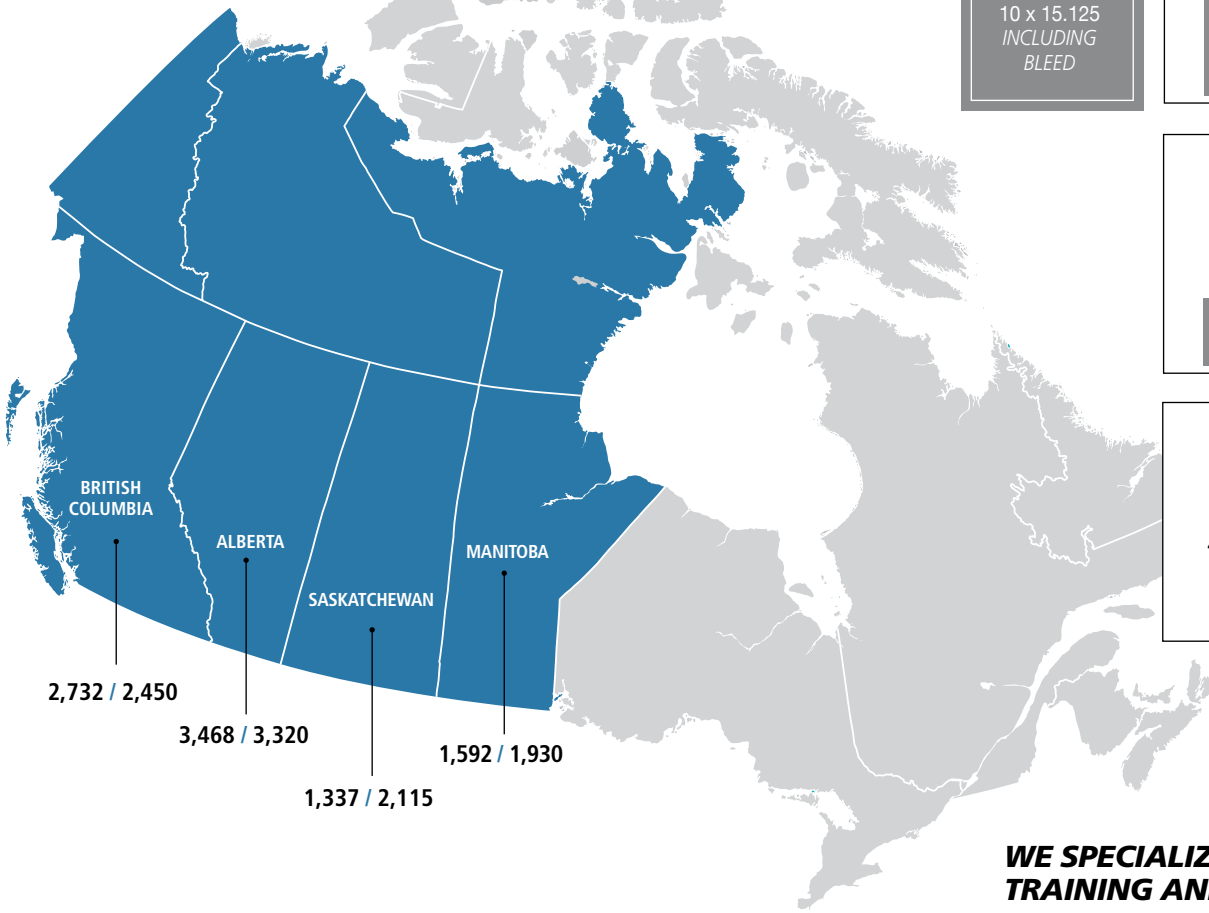 10 x 15.125
INCLUDING
BLEED
BRITISH
COLUMBIA
ALBERTA
MANITOBA
SASKATCHEWAN
2,732 / 2,450
3,468 / 3,320
1,592 / 1,930
1,337 / 2,115
WE SPECIALIZ
TRAINING AN